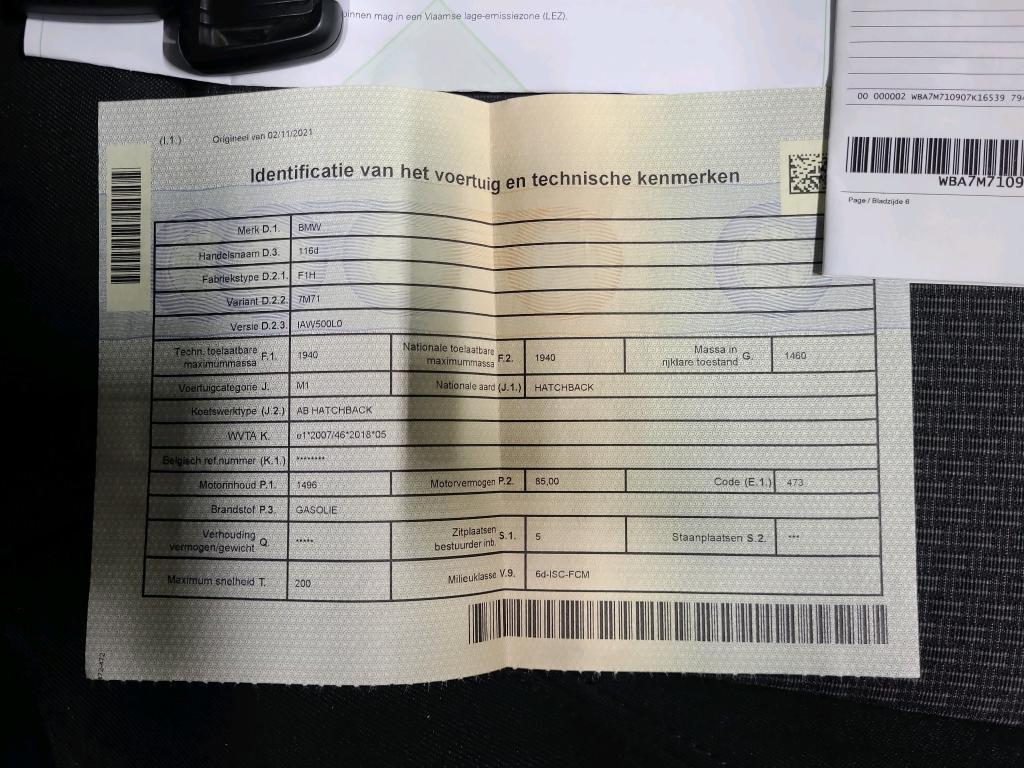 binnen mag in een Vlaamse lage-emissiezone (LEZ).
00 000002 WBA7M710907K16539 794
WBA7M7109
Page / Bladzijde 6
(I.1.) Origineel van 02/11/2021
Identificatie van het voertuig en technische kenmerken
Merk D.1. BMW
Handelsnaam D.3. 116d
Fabriekstype D.2.1. F1H
Variant D.2.2. 7M71
Versie D.2.3. IAW500L0
Techn. toelaatbare maximummassa F.1. 1940 Nationale toelaatbare maximummassa F.2. 1940 Massa in rijklare toestand G. 1460
Voertuigcategorie J. M1 Nationale aard (J.1.) HATCHBACK
Koetswerktype (J.2.) AB HATCHBACK
WVTA K. e1*2007/46*2018*05
Belgisch ref.nummer (K.1.) ********
Motorinhoud P.1. 1496 Motorvermogen P.2. 85,00 Code (E.1.) 473
Brandstof P.3. GASOLIE
Verhouding vermogen/gewicht Q. ***** Zitplaatsen bestuurder inb. S.1. 5 Staanplaatsen S.2. ***
Maximum snelheid T. 200 Milieuklasse V.9. 6d-ISC-FCM